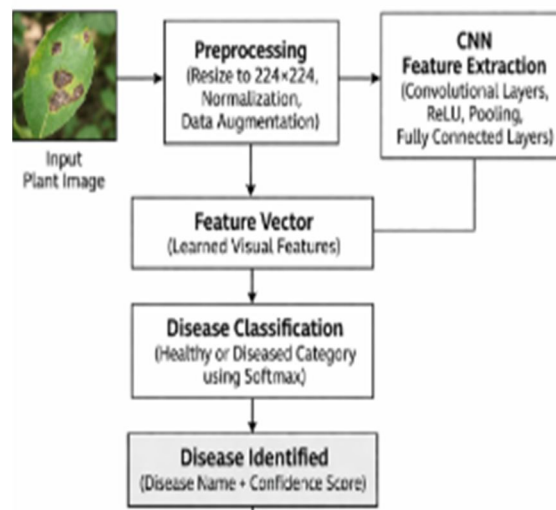 Preprocessing
(Resize to 224×224,
Normalization,
Data Augmentation)
CNN
Feature Extraction
(Convolutional Layers,
ReLU, Pooling,
Fully Connected Layers)
Input
Plant Image
Feature Vector
(Learned Visual Features)
Disease Classification
(Healthy or Diseased Category
using Softmax)
Disease Identified
(Disease Name + Confidence Score)